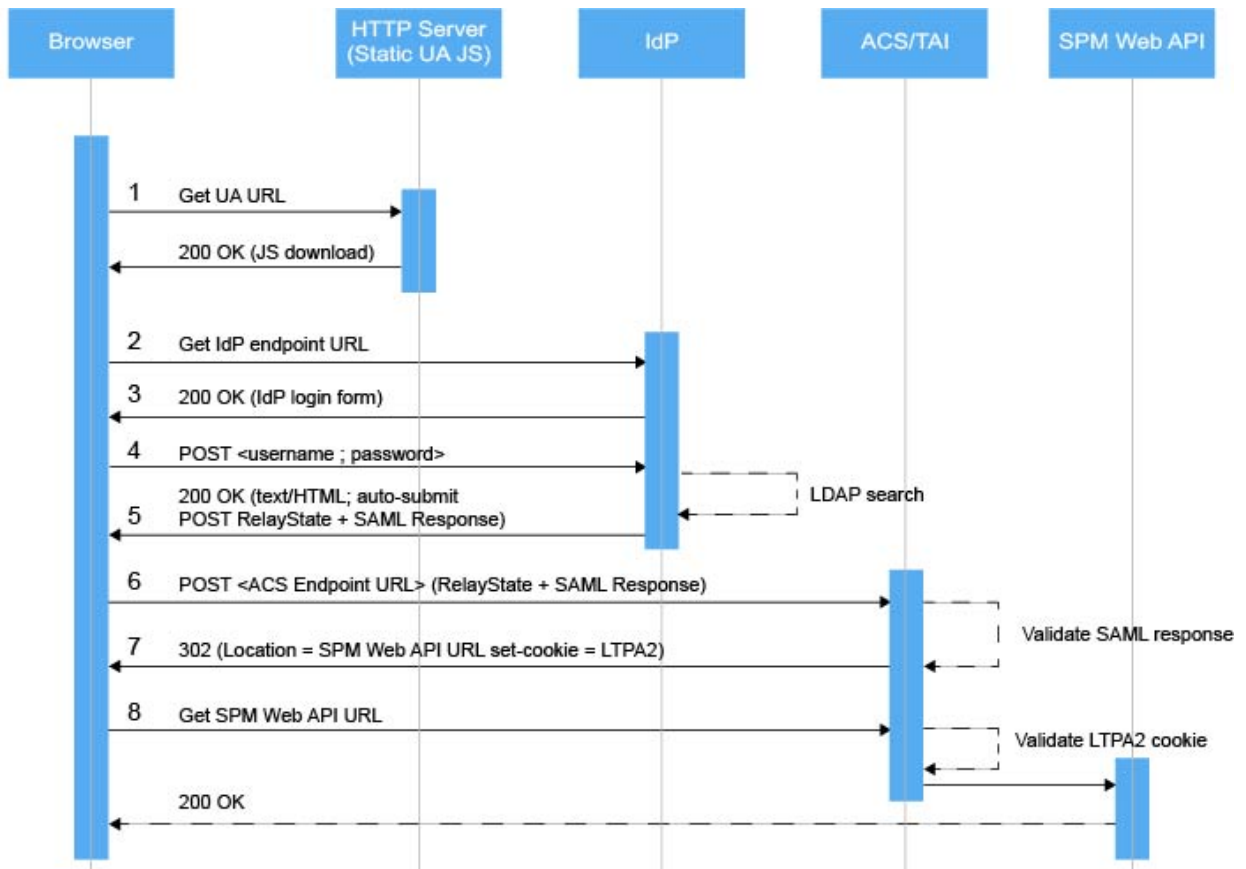 Browser
HTTP Server
(Static UA JS)
IdP
ACS/TAI
SPM Web API
1 Get UA URL
200 OK (JS download)
2 Get IdP endpoint URL
3 200 OK (IdP login form)
4 POST <username ; password>
LDAP search
200 OK (text/HTML; auto-submit
5 POST RelayState + SAML Response)
6 POST <ACS Endpoint URL> (RelayState + SAML Response)
Validate SAML response
7 302 (Location = SPM Web API URL set-cookie = LTPA2)
8 Get SPM Web API URL
Validate LTPA2 cookie
200 OK